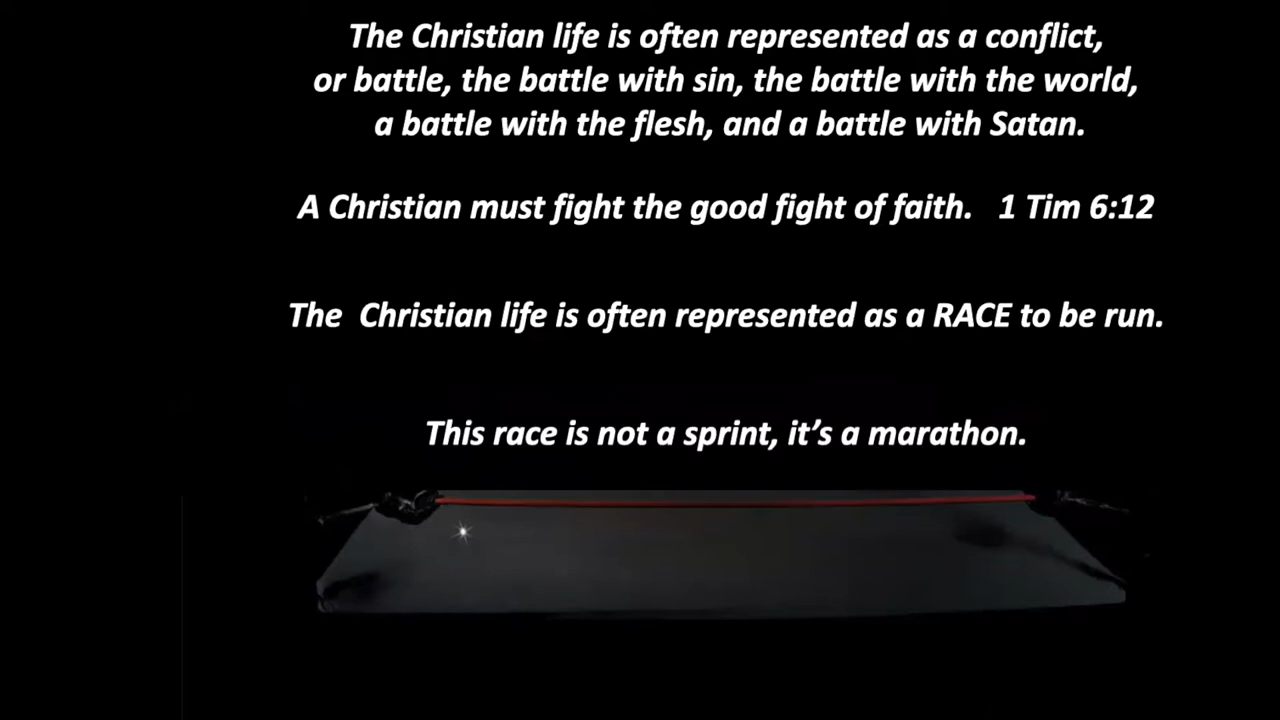 The Christian life is often represented as a conflict,
or battle, the battle with sin, the battle with the world,
a battle with the flesh, and a battle with Satan.
A Christian must fight the good fight of faith. 1 Tim 6:12
The Christian life is often represented as a RACE to be run.
This race is not a sprint, it’s a marathon.